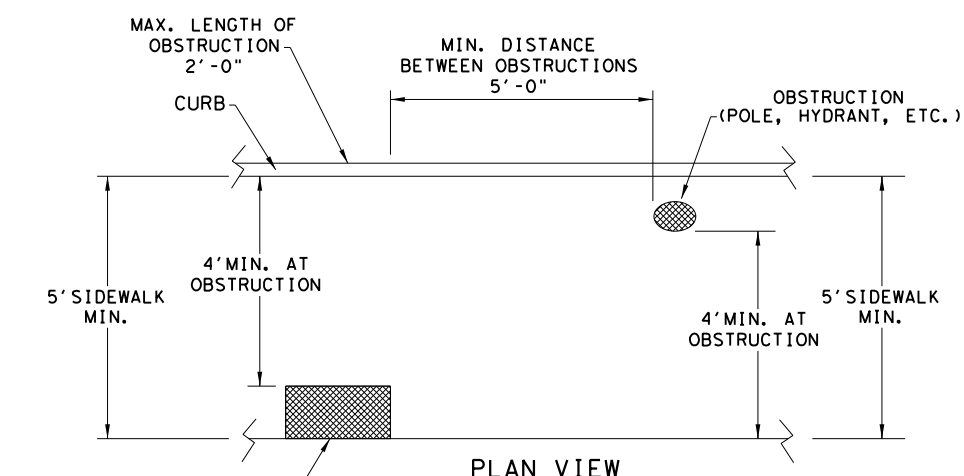 MAX. LENGTH OF
OBSTRUCTION
2'-0"
CURB
MIN. DISTANCE
BETWEEN OBSTRUCTIONS
5'-0"
OBSTRUCTION
(POLE, HYDRANT, ETC.)
5' SIDEWALK
MIN.
4' MIN. AT
OBSTRUCTION
4' MIN. AT
OBSTRUCTION
5' SIDEWALK
MIN.
PLAN VIEW